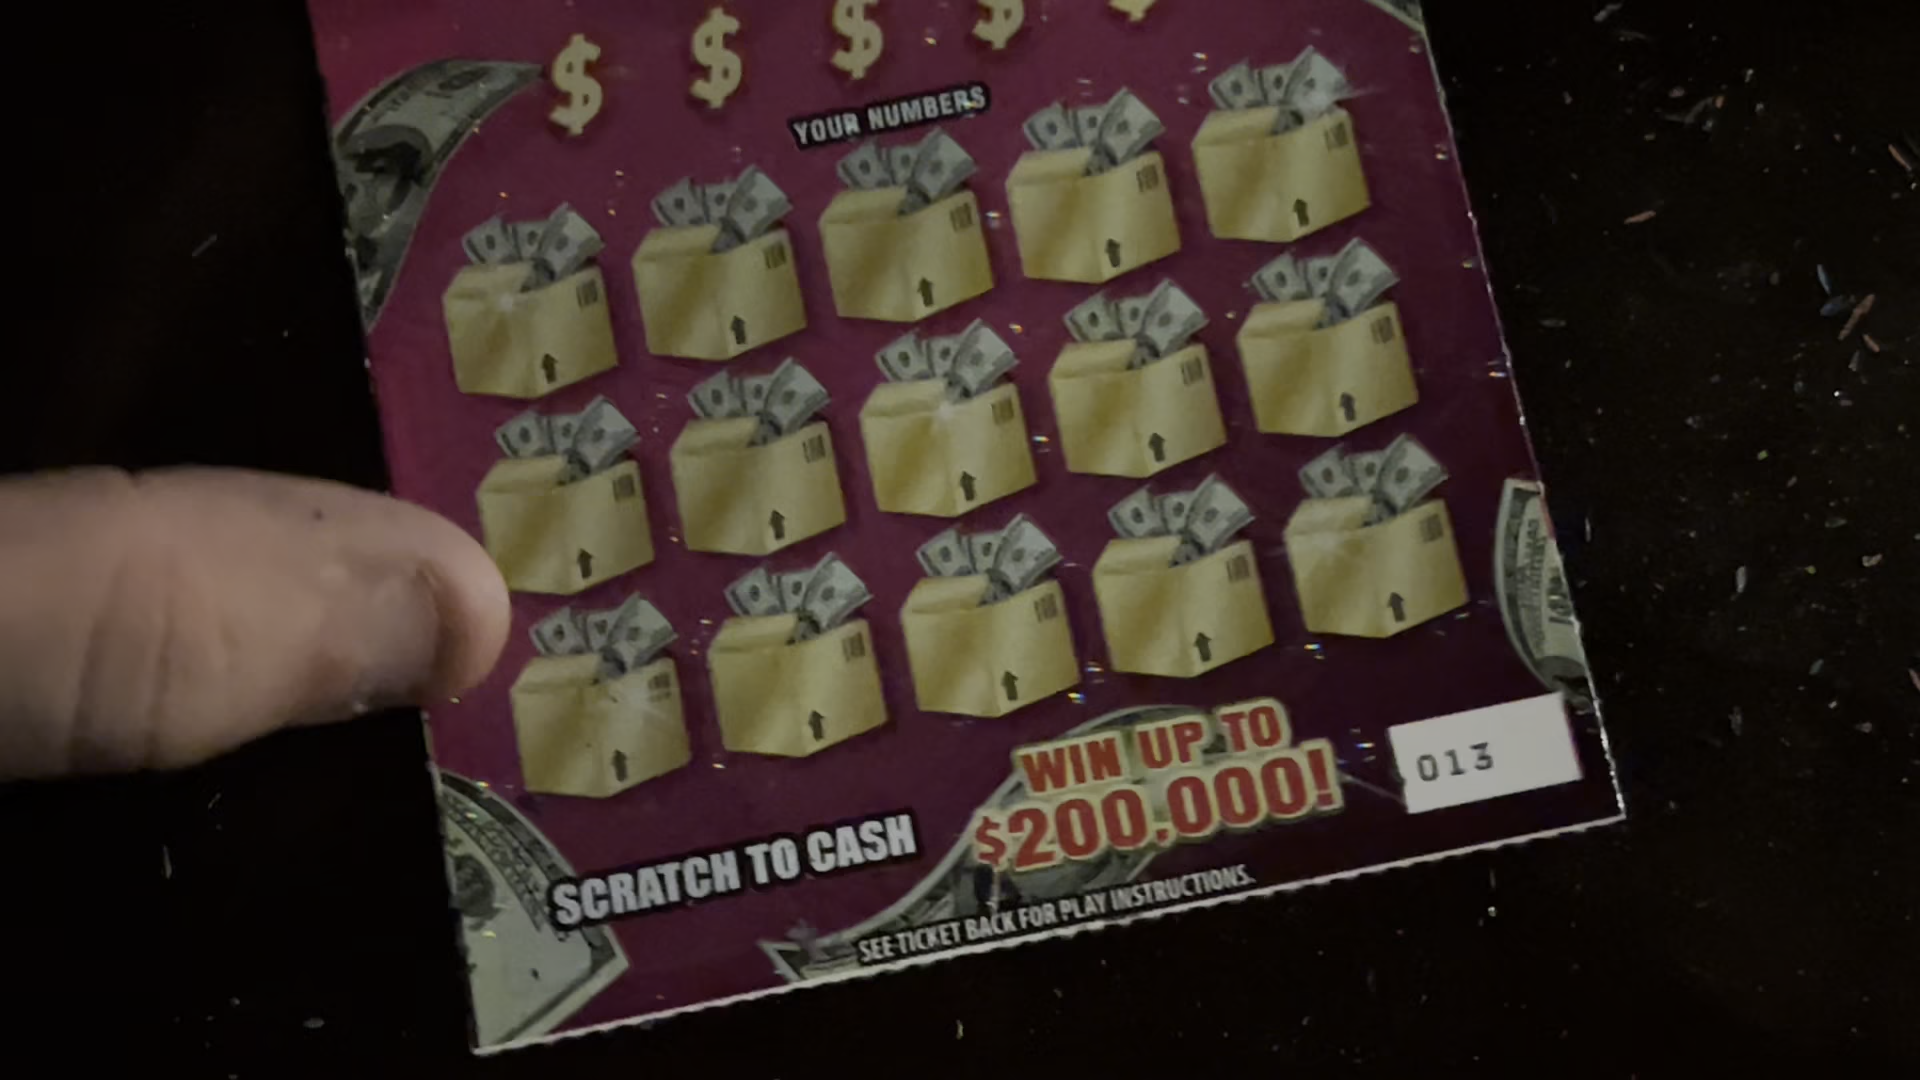 $ $ $ $ $
YOUR NUMBERS
WIN UP TO
$200,000!
013
SCRATCH TO CASH
SEE TICKET BACK FOR PLAY INSTRUCTIONS.